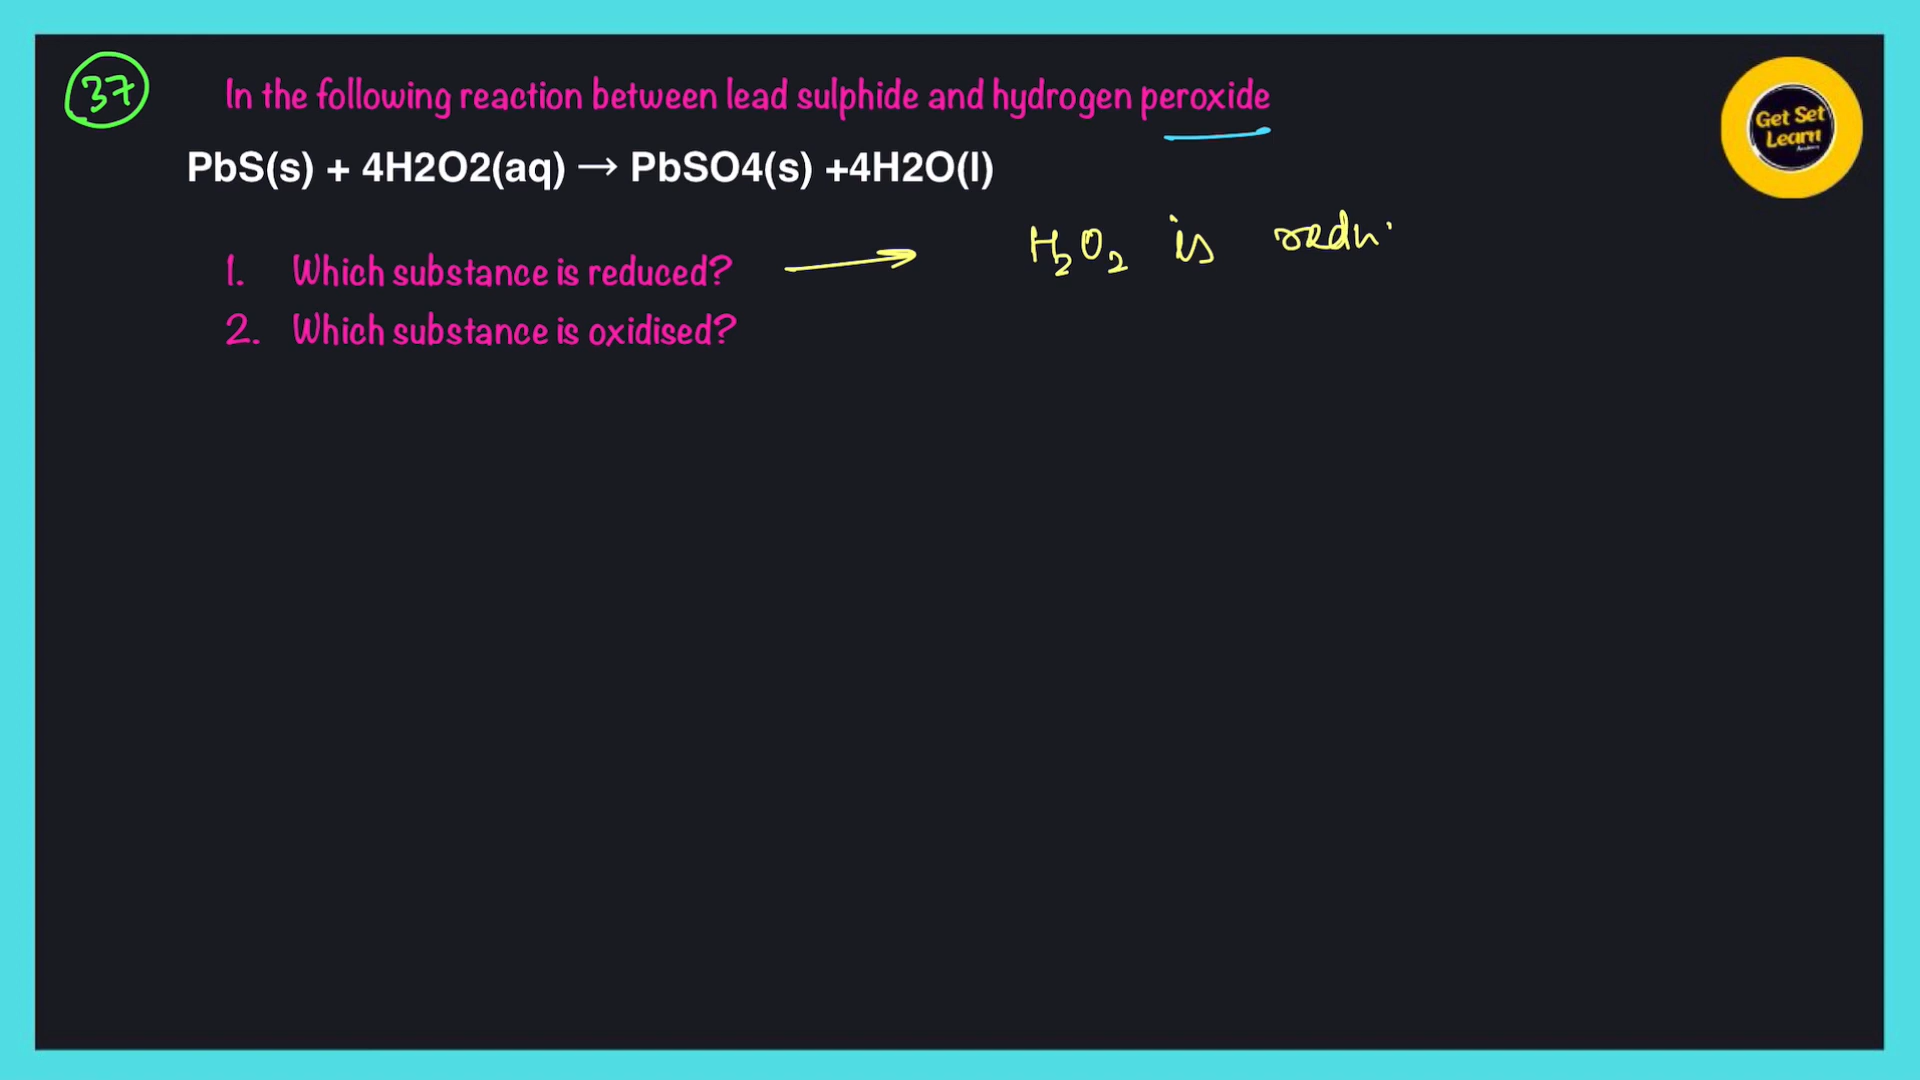 37 In the following reaction between lead sulphide and hydrogen peroxide
Get Set
Learn
PbS(s) + 4H2O2(aq) → PbSO4(s) +4H2O(l)
H₂O₂ is redu
1. Which substance is reduced?
2. Which substance is oxidised?